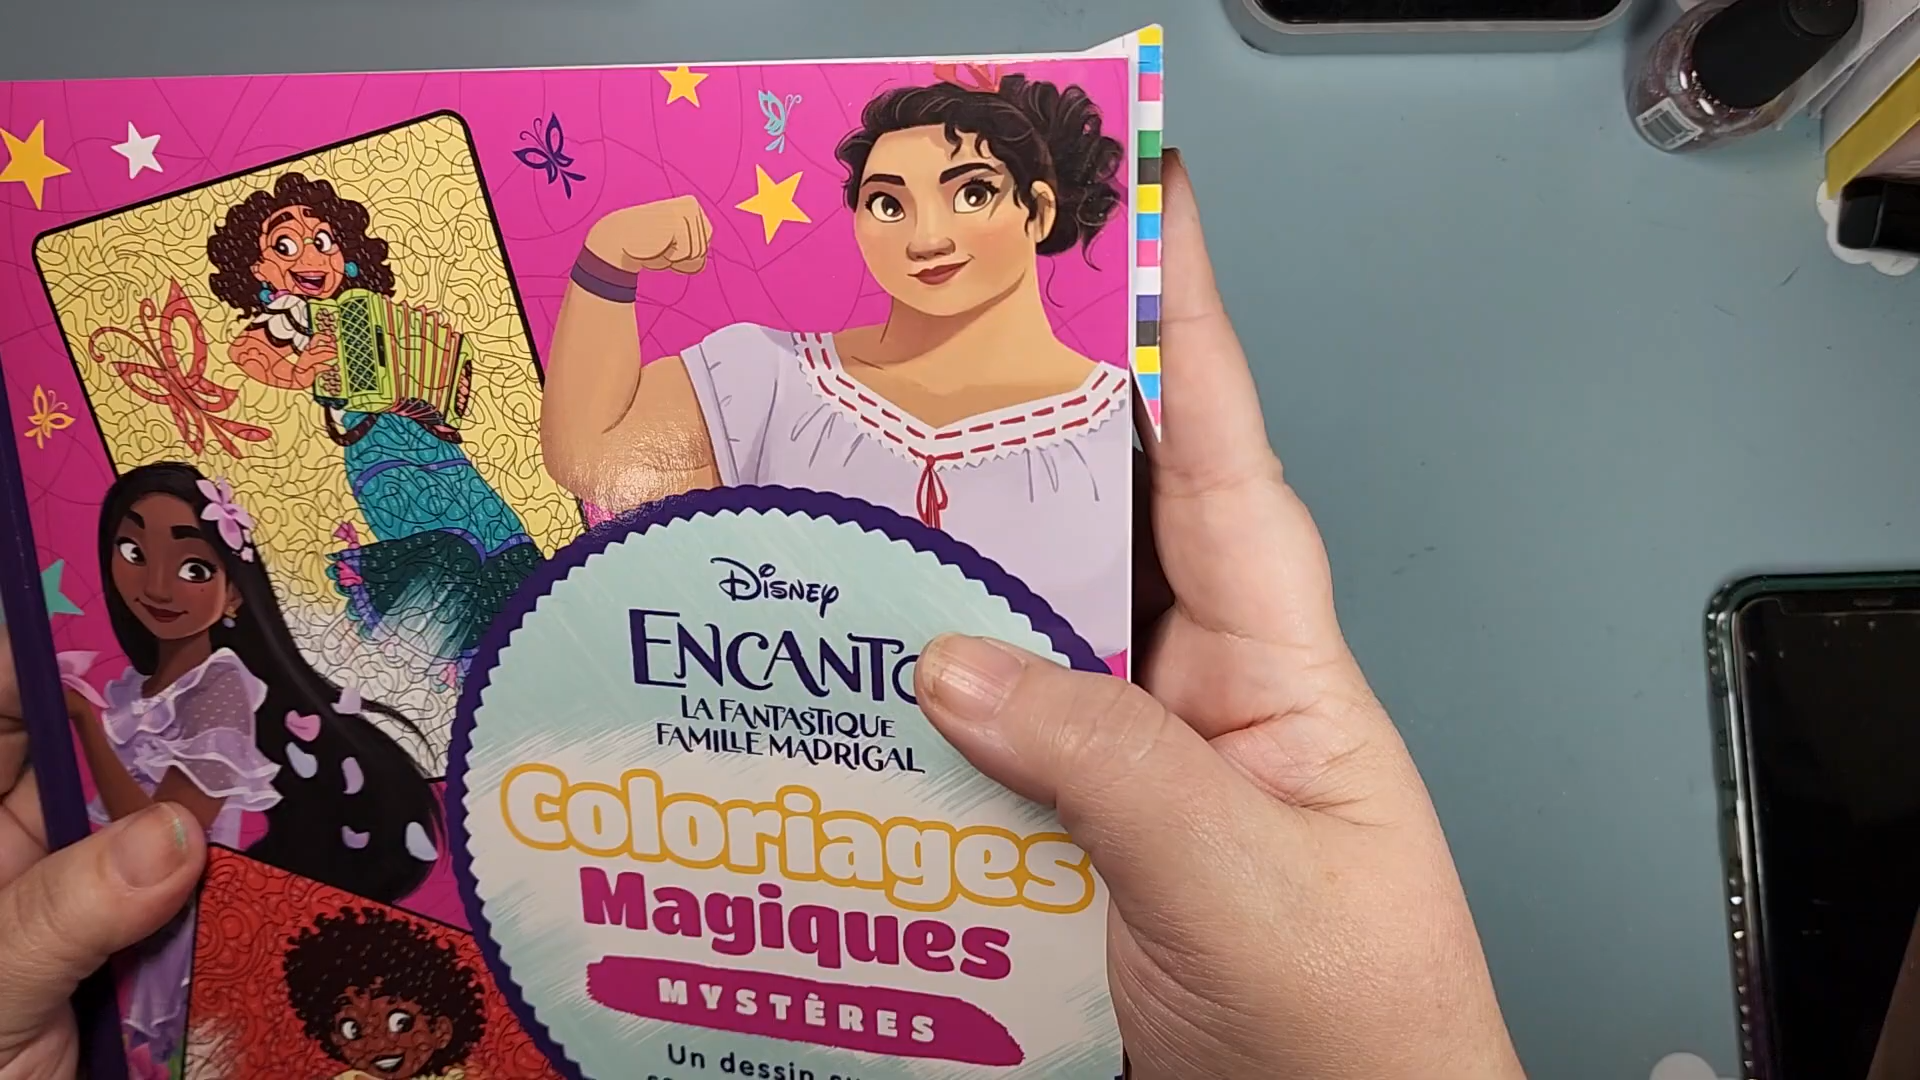 Disney
ENCANTO
LA FANTASTIQUE
FAMILLE MADRIGAL
Coloriages
Magiques
MYSTÈRES
Un dessin